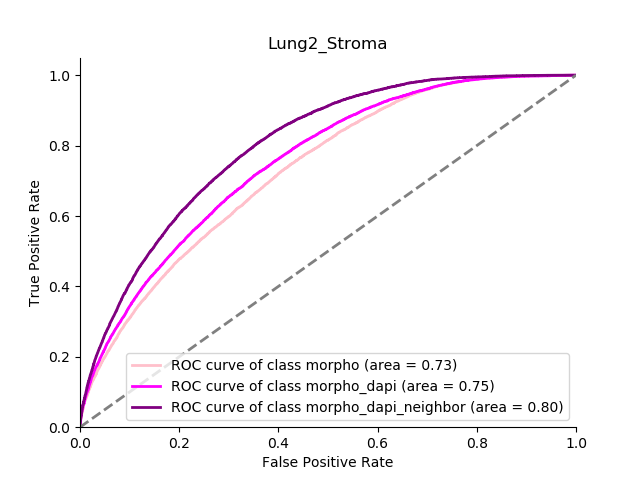 Lung2_Stroma
True Positive Rate
1.0
0.8
0.6
0.4
0.2
0.0
ROC curve of class morpho (area = 0.73)
ROC curve of class morpho_dapi (area = 0.75)
ROC curve of class morpho_dapi_neighbor (area = 0.80)
0.0 0.2 0.4 0.6 0.8 1.0
False Positive Rate